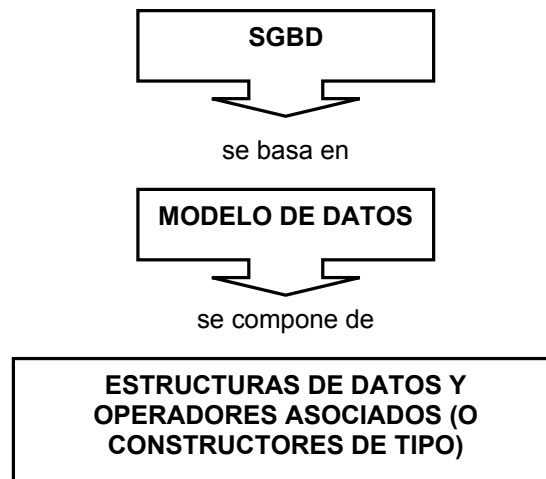 SGBD
se basa en
MODELO DE DATOS
se compone de
ESTRUCTURAS DE DATOS Y
OPERADORES ASOCIADOS (O
CONSTRUCTORES DE TIPO)